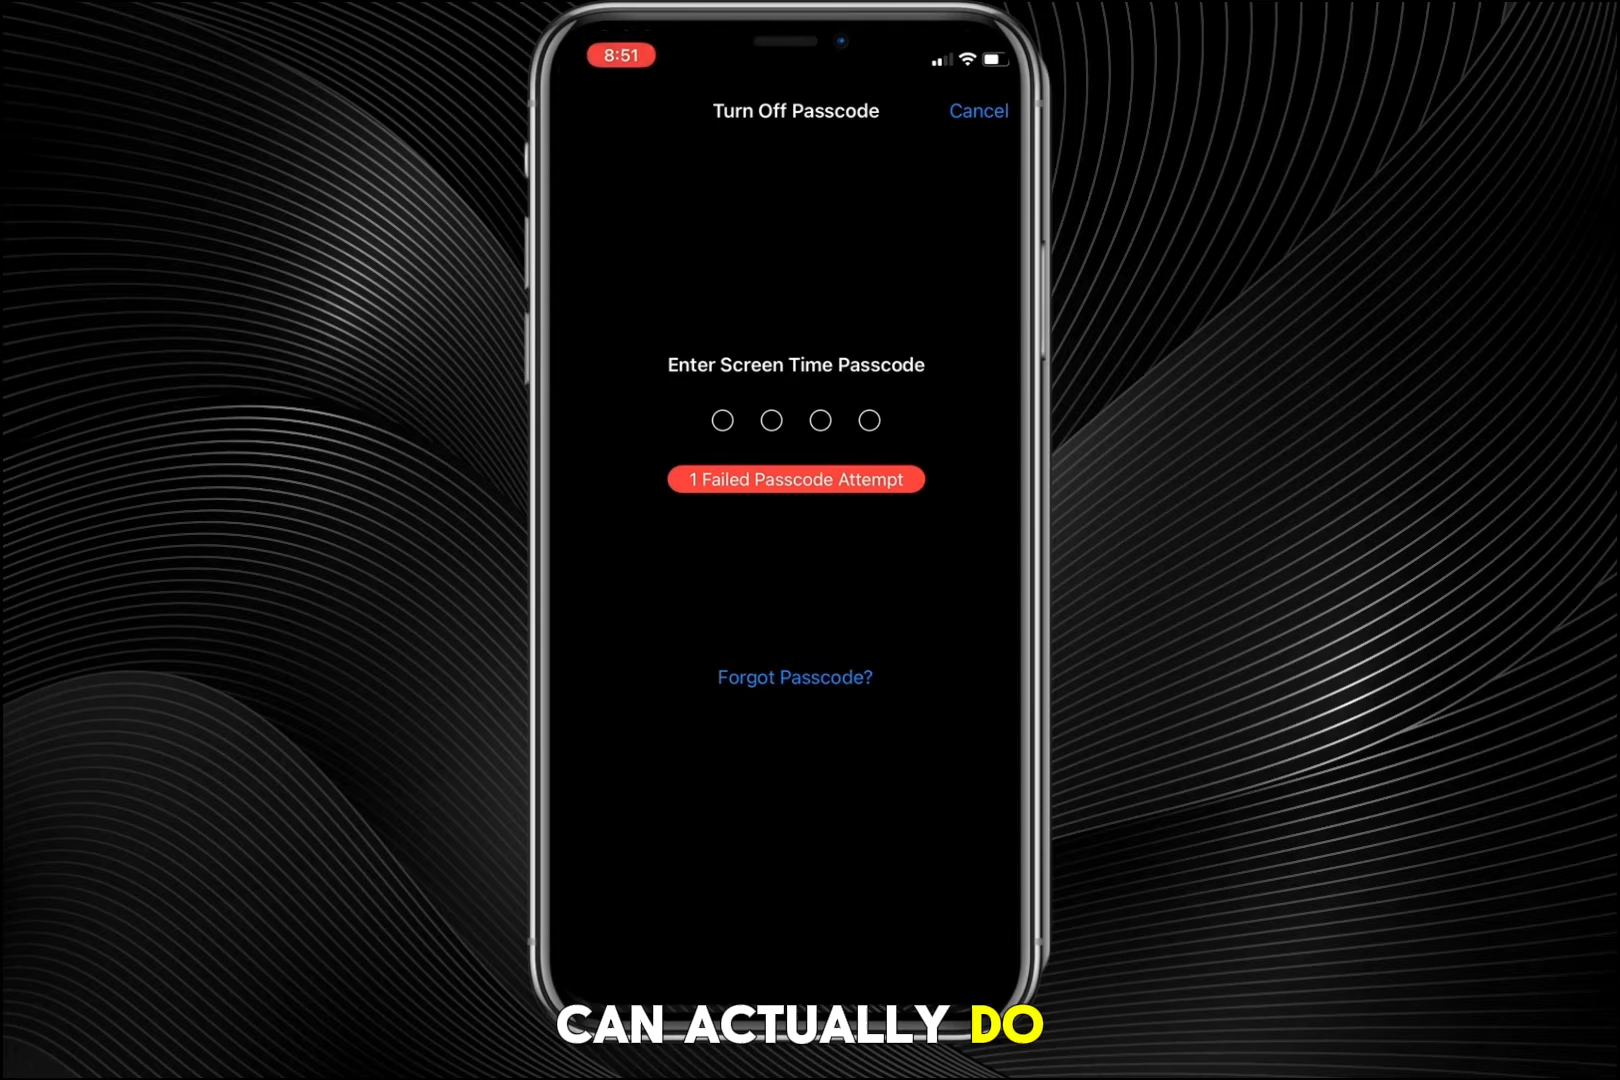 8:51
Turn Off Passcode
Cancel
Enter Screen Time Passcode
1 Failed Passcode Attempt
Forgot Passcode?
CAN ACTUALLY DO